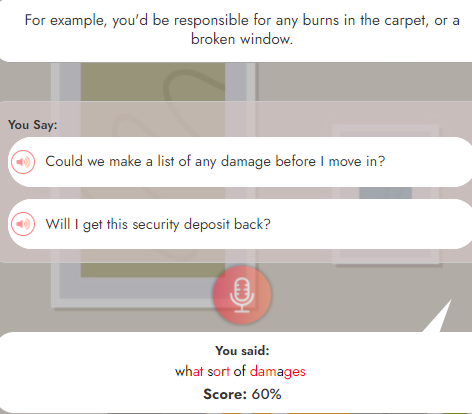 For example, you'd be responsible for any burns in the carpet, or a
broken window.
You Say:
Could we make a list of any damage before I move in?
Will I get this security deposit back?
You said:
what sort of damages
Score: 60%